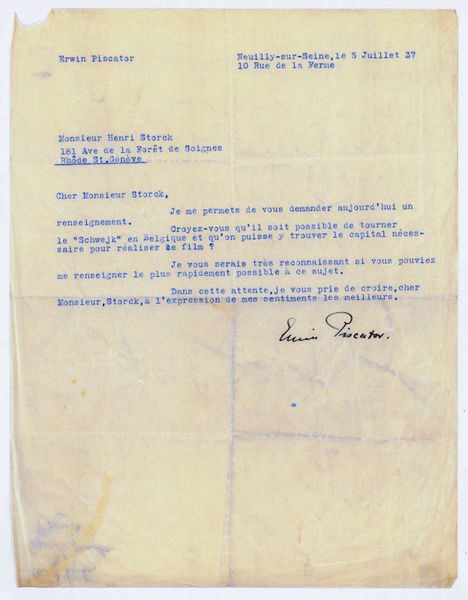 Erwin Piscator
Neuilly-sur-Seine, le 5 Juillet 37
10 Rue de la Ferme
Monsieur Henri Storck
181 Ave de la Forêt de Soignes
Rhôde St.Genève
Cher Monsieur Storck,
Je me permets de vous demander aujourd'hui un
renseignement.
Croyez-vous qu'il soit possible de tourner
le "Schwejk" en Belgique et qu'on puisse y trouver le capital néces-
saire pour réaliser le film ?
Je vous serais très reconnaissant si vous pouviez
me renseigner le plus rapidement possible à ce sujet.
Dans cette attente,je vous prie de croire,cher
Monsieur,Storck,à l'expression de mes sentiments les meilleurs.
Erwin Piscator.